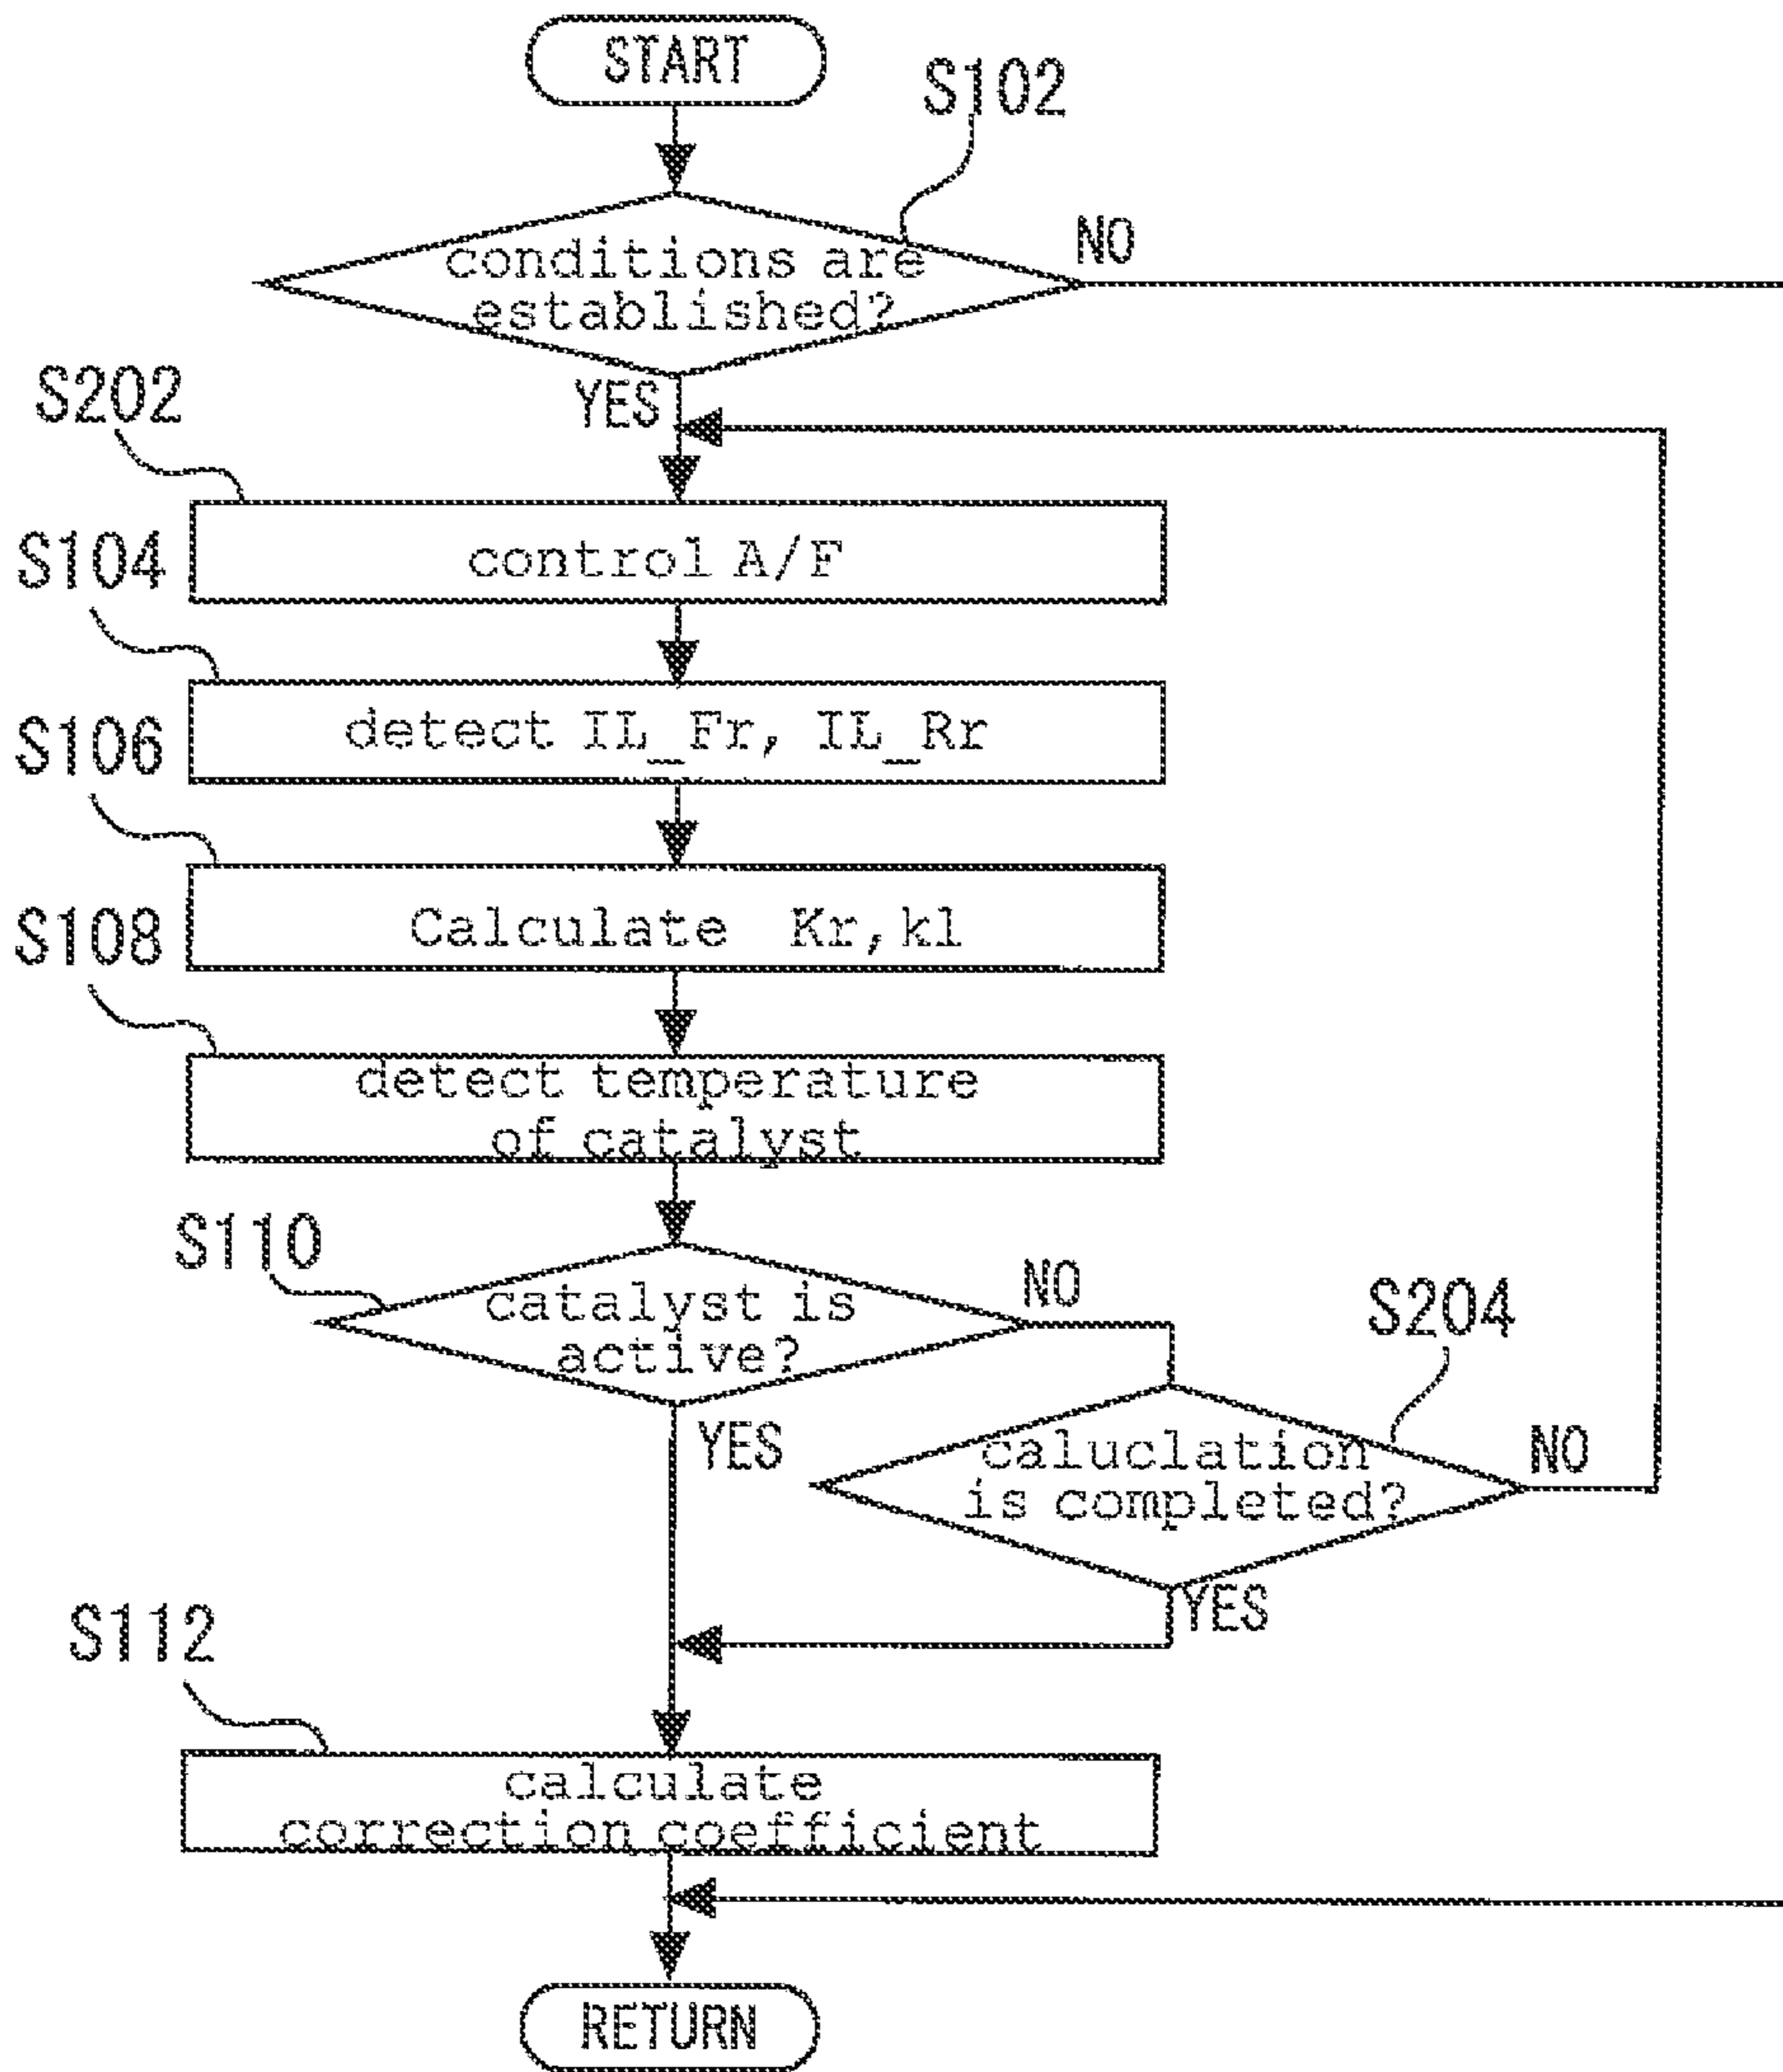 START
S102
conditions are
established?
NO
YES
S202
control A/F
S104
detect IL_Fr, IL_Rr
S106
Calculate Kr, kl
S108
detect temperature
of catalyst
S110
catalyst is
active?
NO
YES
S204
caluclation
is completed?
NO
YES
S112
calculate
correction coefficient
RETURN